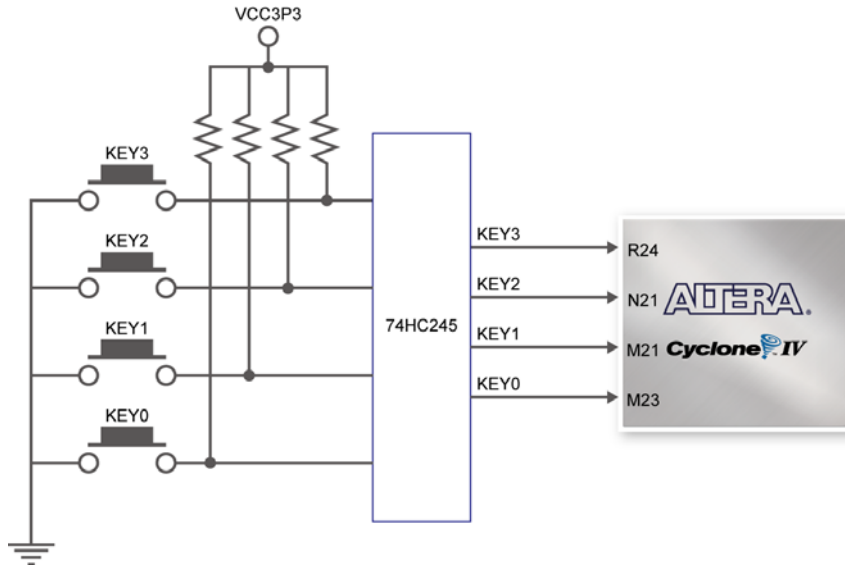 VCC3P3
KEY3
KEY2
KEY1
KEY0
74HC245
KEY3
KEY2
KEY1
KEY0
R24
N21
M21
M23
ALTERA.
Cyclone IV